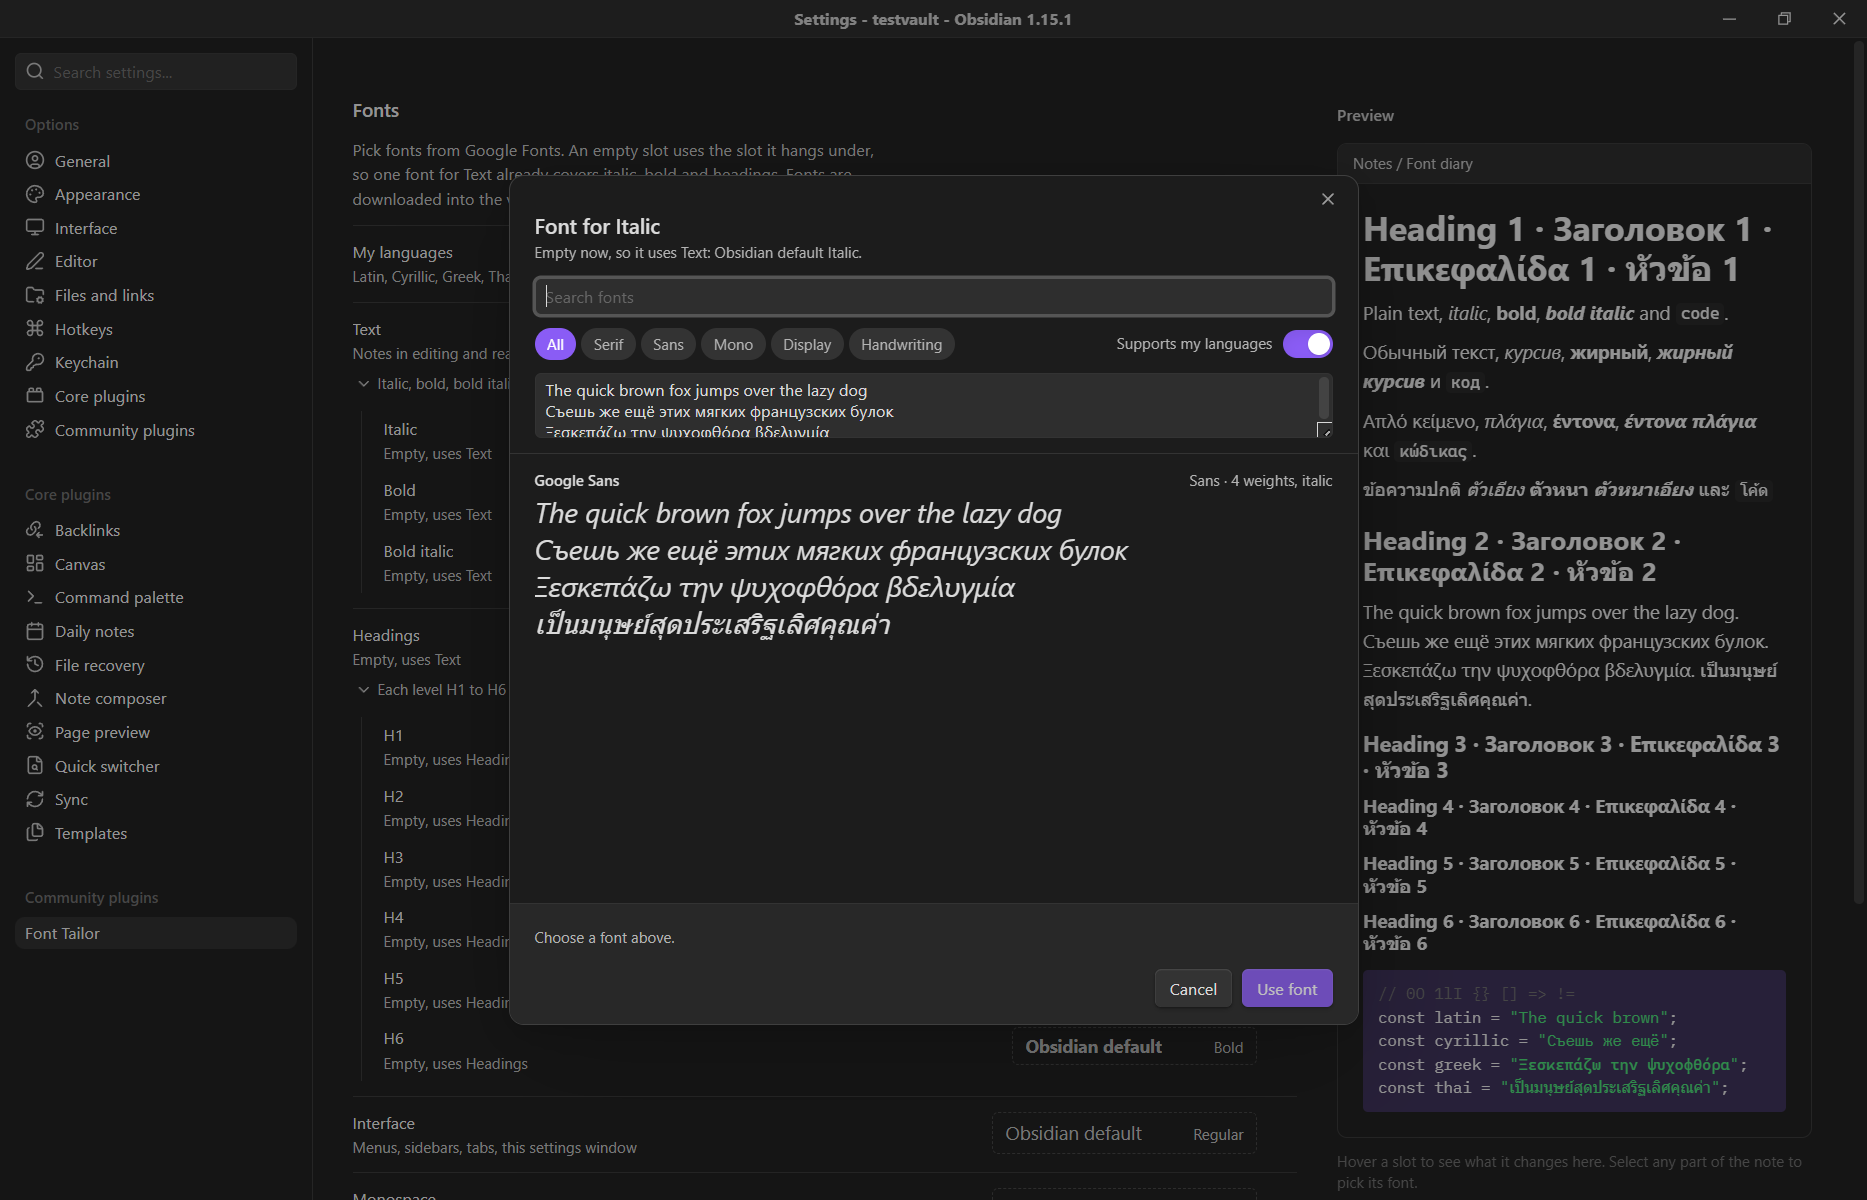 Settings - testvault - Obsidian 1.15.1
Search settings...
Options
General
Appearance
Interface
Editor
Files and links
Hotkeys
Keychain
Core plugins
Community plugins
Core plugins
Backlinks
Canvas
Command palette
Daily notes
File recovery
Note composer
Page preview
Quick switcher
Sync
Templates
Community plugins
Font Tailor
Fonts
Pick fonts from Google Fonts. An empty slot uses the slot it hangs under,
so one font for Text already covers italic, bold and headings. Fonts are
downloaded into the
My languages
Latin, Cyrillic, Greek,
Text
Notes in editing and
Italic, bold, bold
Italic
Empty, uses Text
Bold
Empty, uses Text
Bold italic
Empty, uses Text
Headings
Empty, uses Text
Each level H1 to H6
H1
Empty, uses
H2
Empty, uses
H3
Empty, uses
H4
Empty, uses
H5
Empty, uses
H6
Empty, uses Headings
Obsidian default Bold
Interface
Menus, sidebars, tabs, this settings window
Obsidian default Regular
Monospace
Font for Italic
Empty now, so it uses Text: Obsidian default Italic.
Search fonts
All Serif Sans Mono Display Handwriting
Supports my languages
The quick brown fox jumps over the lazy dog
Съешь же ещё этих мягких французских булок
Ξεσκεπάζω την ψυχοφθόρα βδελυγμία
Google Sans
Sans · 4 weights, italic
The quick brown fox jumps over the lazy dog
Съешь же ещё этих мягких французских булок
Ξεσκεπάζω την ψυχοφθόρα βδελυγμία
เป็นมนุษย์สุดประเสริฐเลิศคุณค่า
Choose a font above.
Cancel
Use font
Preview
Notes / Font diary
Heading 1 · Заголовок 1 ·
Επικεφαλίδα 1 · หัวข้อ 1
Plain text, italic, bold, bold italic and code .
Обычный текст, курсив, жирный, жирный
курсив и код .
Απλό κείμενο, πλάγια, έντονα, έντονα πλάγια
και κώδικας .
ข้อความปกติ ตัวเอียง ตัวหนา ตัวหนาเอียง และ โค้ด
Heading 2 · Заголовок 2 ·
Επικεφαλίδα 2 · หัวข้อ 2
The quick brown fox jumps over the lazy dog.
Съешь же ещё этих мягких французских булок.
Ξεσκεπάζω την ψυχοφθόρα βδελυγμία. เป็นมนุษย์
สุดประเสริฐเลิศคุณค่า.
Heading 3 · Заголовок 3 · Επικεφαλίδα 3
· หัวข้อ 3
Heading 4 · Заголовок 4 · Επικεφαλίδα 4 ·
หัวข้อ 4
Heading 5 · Заголовок 5 · Επικεφαλίδα 5 ·
หัวข้อ 5
Heading 6 · Заголовок 6 · Επικεφαλίδα 6 ·
หัวข้อ 6
// 0O 1lI {} [] => !=
const latin = "The quick brown";
const cyrillic = "Съешь же ещё";
const greek = "Ξεσκεπάζω την ψυχοφθόρα";
const thai = "เป็นมนุษย์สุดประเสริฐเลิศคุณค่า";
Hover a slot to see what it changes here. Select any part of the note to
pick its font.